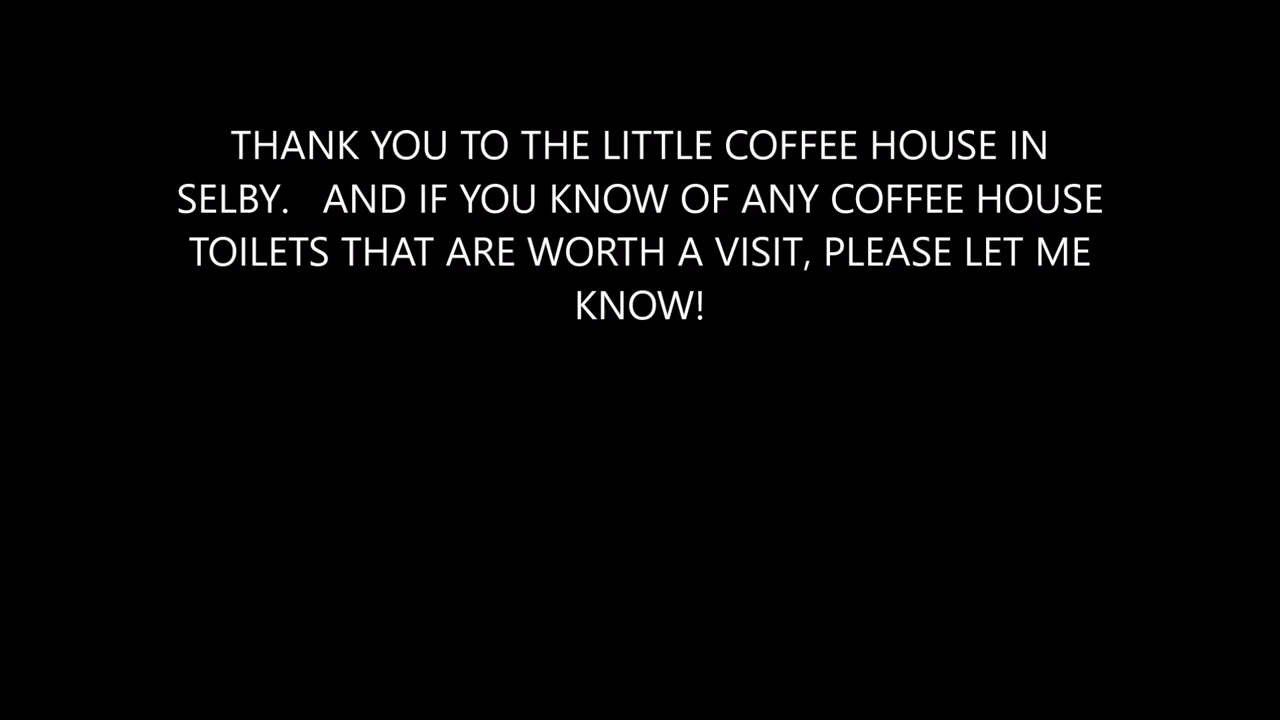 THANK YOU TO THE LITTLE COFFEE HOUSE IN
SELBY.   AND IF YOU KNOW OF ANY COFFEE HOUSE
TOILETS THAT ARE WORTH A VISIT, PLEASE LET ME
KNOW!